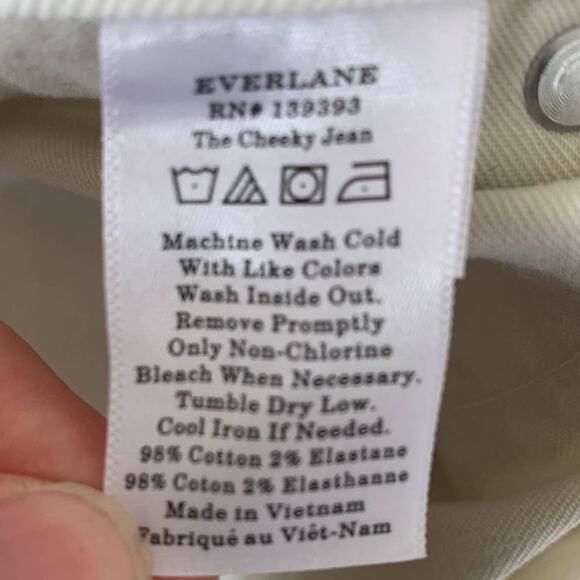 EVERLANE
RN# 139393
The Cheeky Jean
Machine Wash Cold
With Like Colors
Wash Inside Out.
Remove Promptly
Only Non-Chlorine
Bleach When Necessary.
Tumble Dry Low.
Cool Iron If Needed.
98% Cotton 2% Elastane
98% Coton 2% Elasthanne
Made in Vietnam
Fabriqué au Viêt-Nam